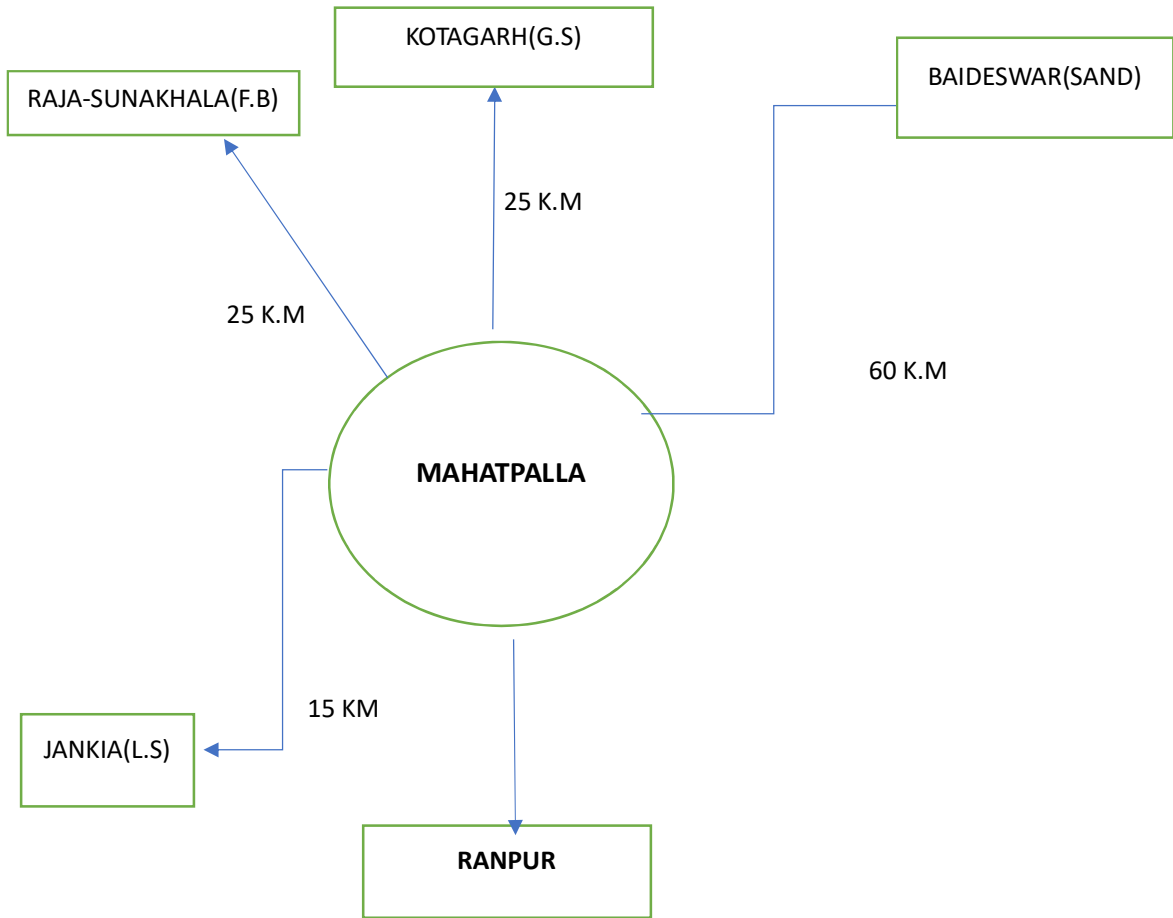 KOTAGARH(G.S)
BAIDESWAR(SAND)
RAJA-SUNAKHALA(F.B)
25 K.M
25 K.M
60 K.M
MAHATPALLA
15 KM
JANKIA(L.S)
RANPUR